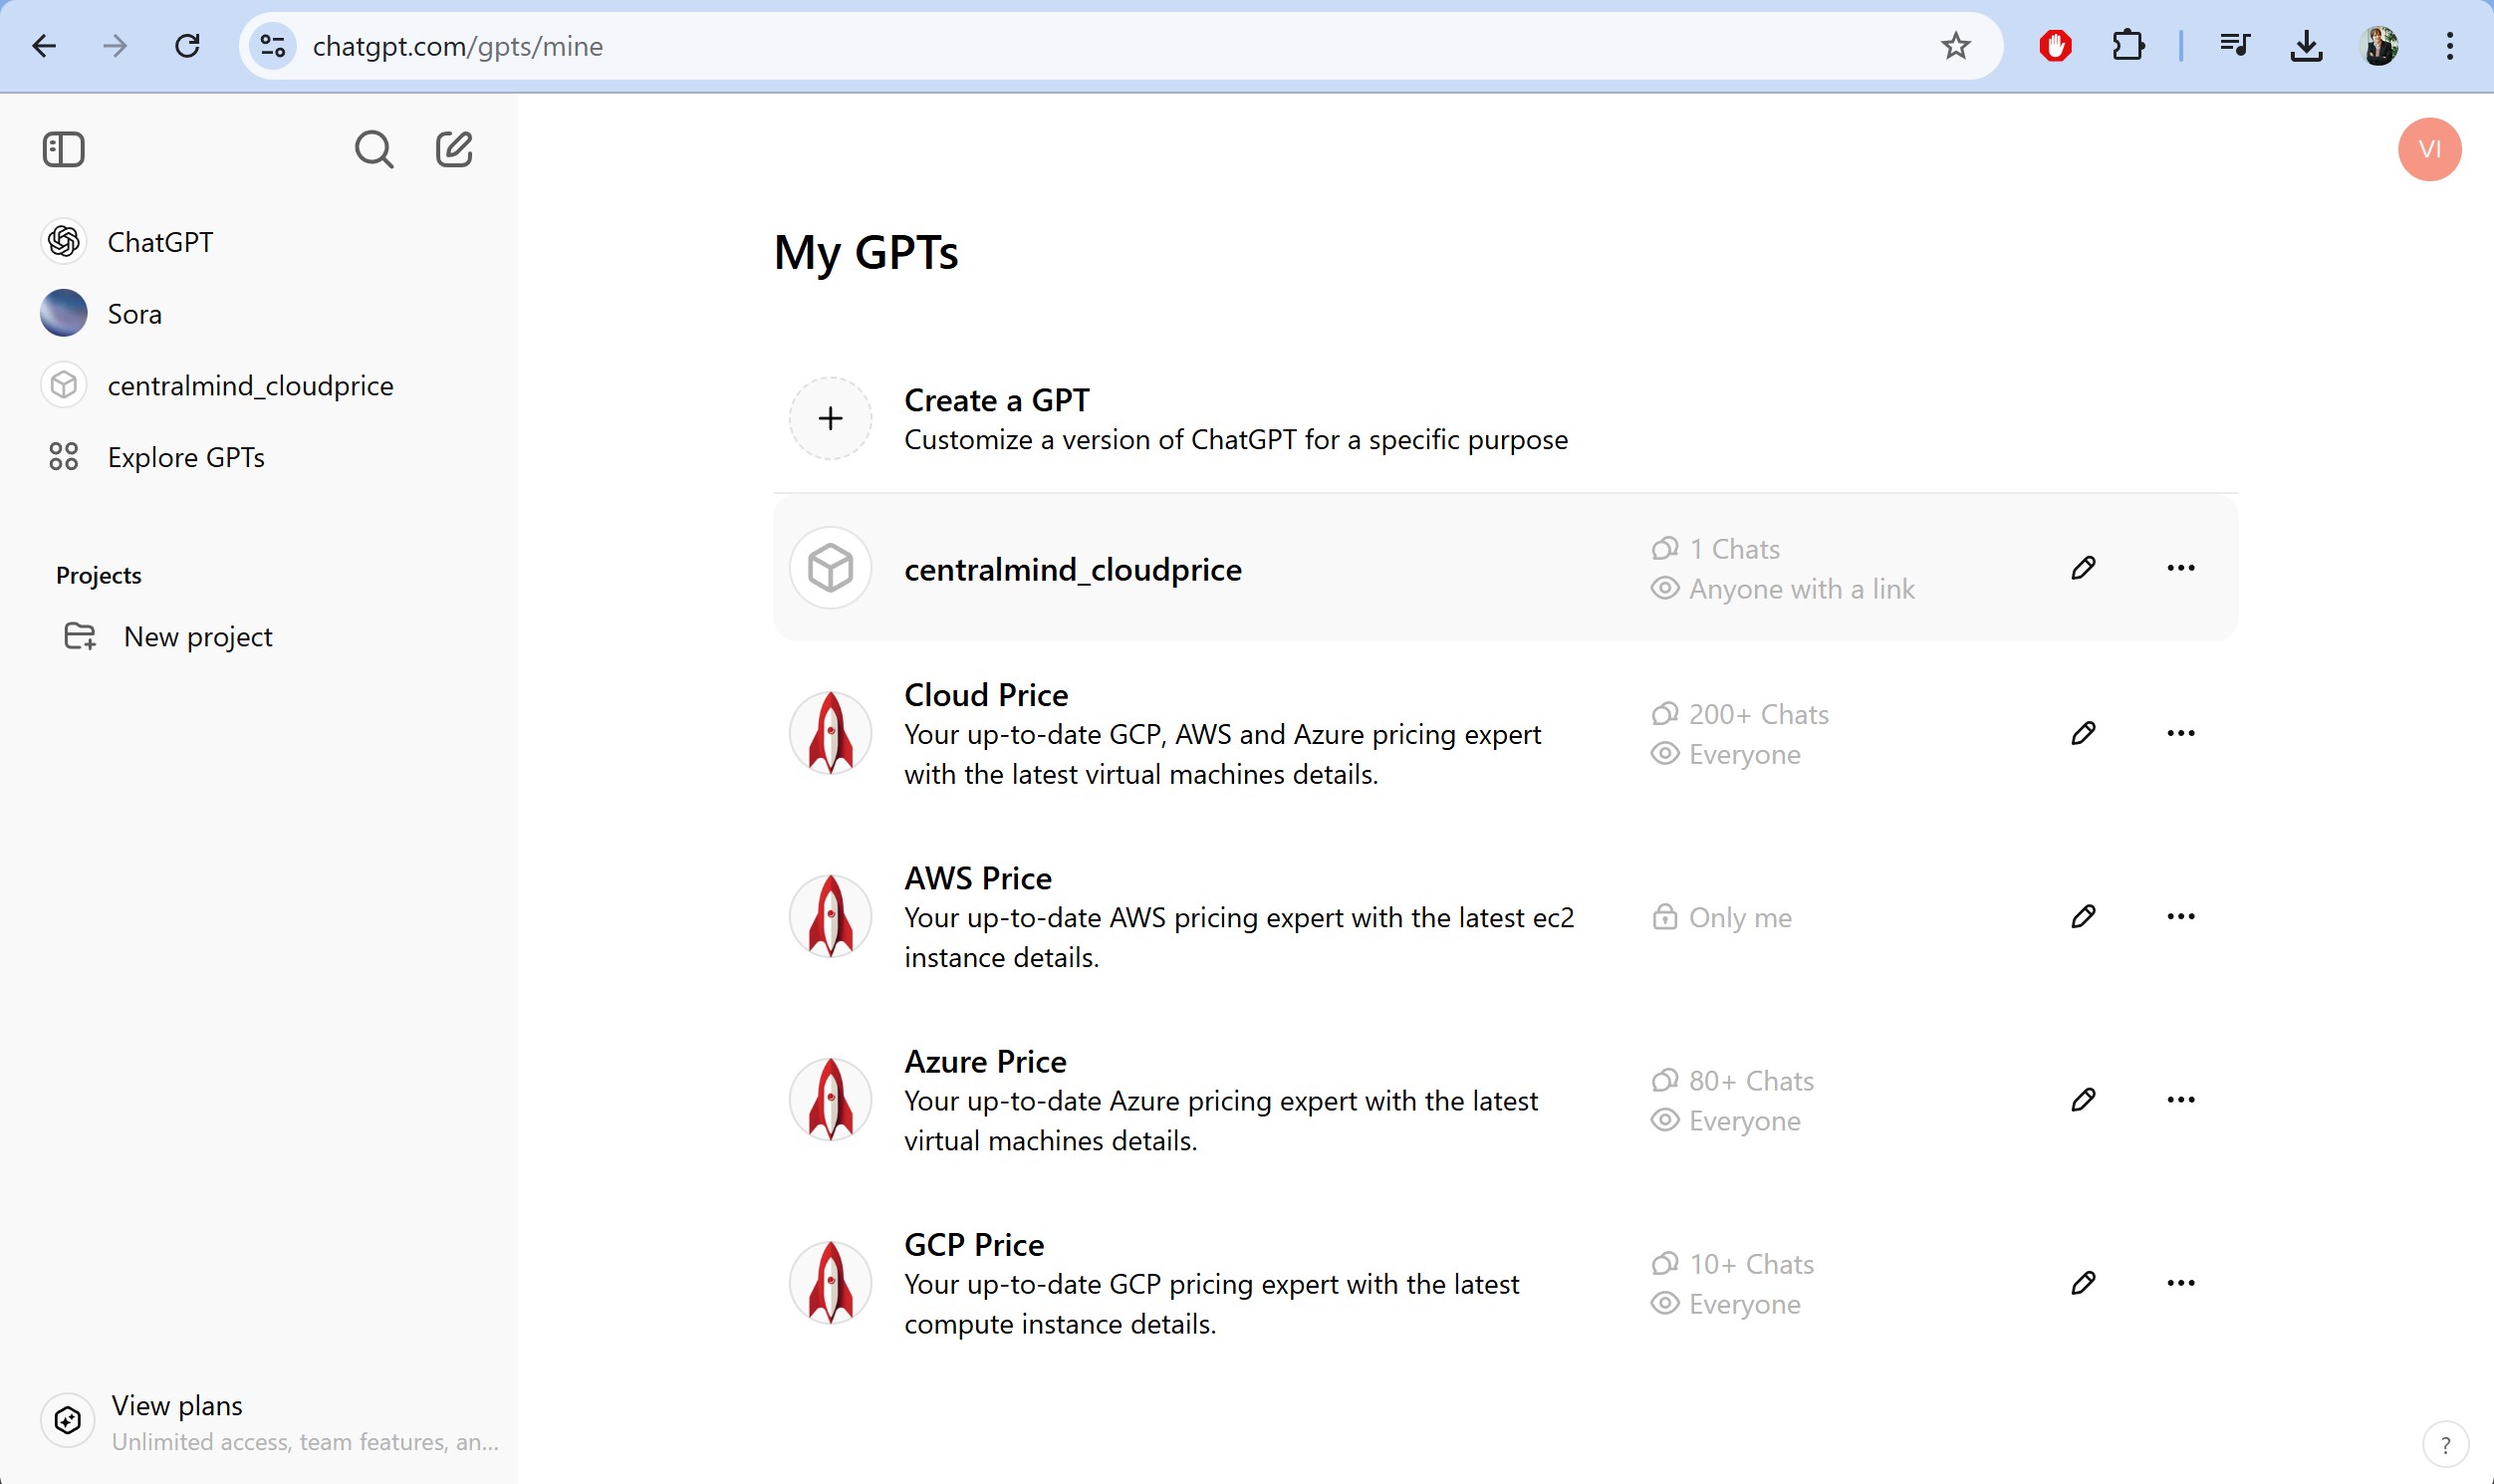 chatgpt.com/gpts/mine
VI
ChatGPT
Sora
centralmind_cloudprice
Explore GPTs
Projects
New project
View plans
Unlimited access, team features, an...
My GPTs
Create a GPT
Customize a version of ChatGPT for a specific purpose
centralmind_cloudprice
1 Chats
Anyone with a link
Cloud Price
Your up-to-date GCP, AWS and Azure pricing expert
with the latest virtual machines details.
200+ Chats
Everyone
AWS Price
Your up-to-date AWS pricing expert with the latest ec2
instance details.
Only me
Azure Price
Your up-to-date Azure pricing expert with the latest
virtual machines details.
80+ Chats
Everyone
GCP Price
Your up-to-date GCP pricing expert with the latest
compute instance details.
10+ Chats
Everyone
?